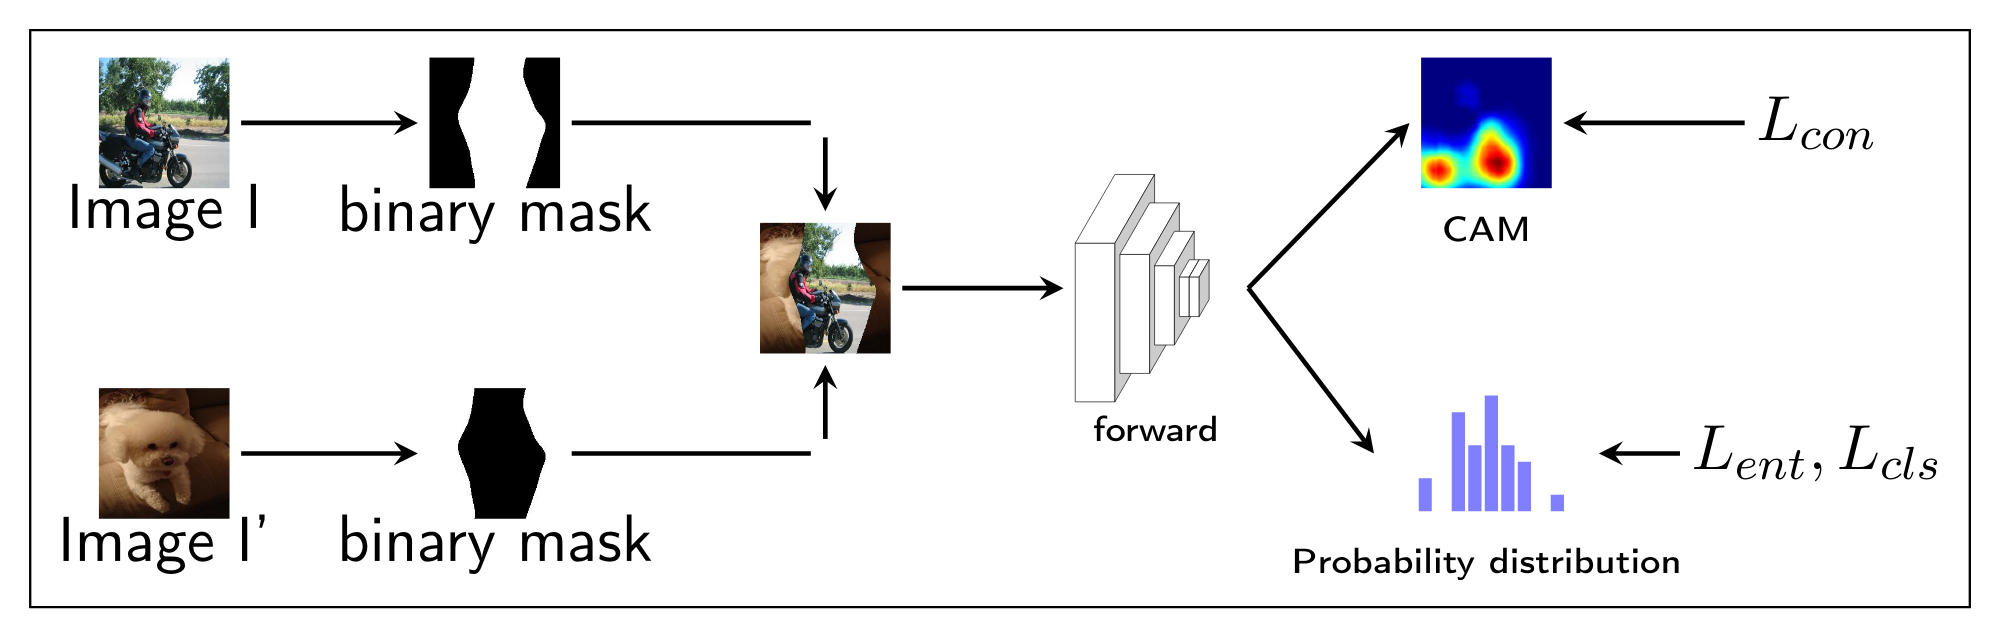 Image I
binary mask
L_{con}
CAM
forward
L_{ent}, L_{cls}
Image I'
binary mask
Probability distribution